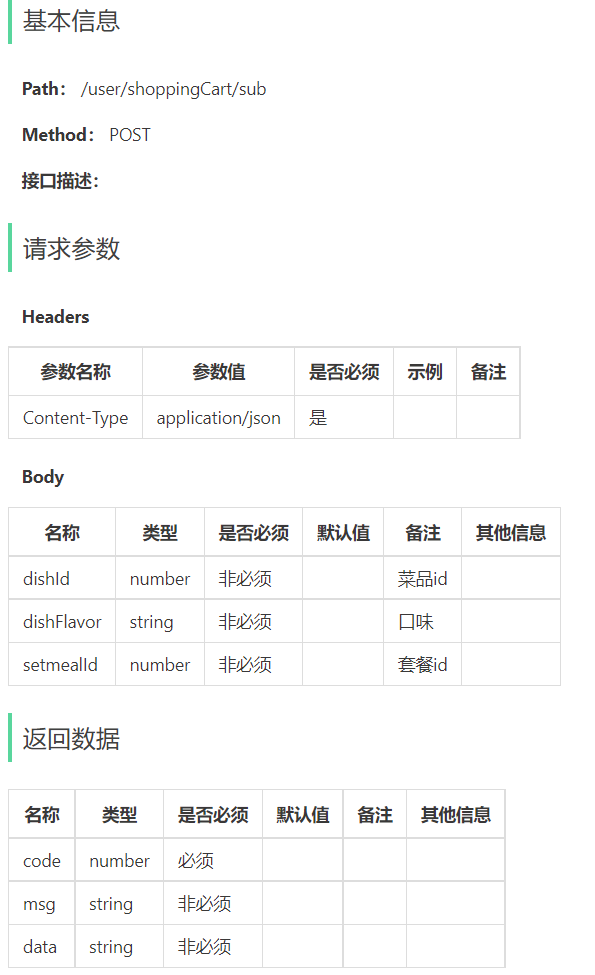 基本信息
Path： /user/shoppingCart/sub
Method： POST
接口描述：
请求参数
Headers
参数名称 参数值 是否必须 示例 备注
Content-Type application/json 是
Body
名称 类型 是否必须 默认值 备注 其他信息
dishId number 非必须 菜品id
dishFlavor string 非必须 口味
setmealId number 非必须 套餐id
返回数据
名称 类型 是否必须 默认值 备注 其他信息
code number 必须
msg string 非必须
data string 非必须